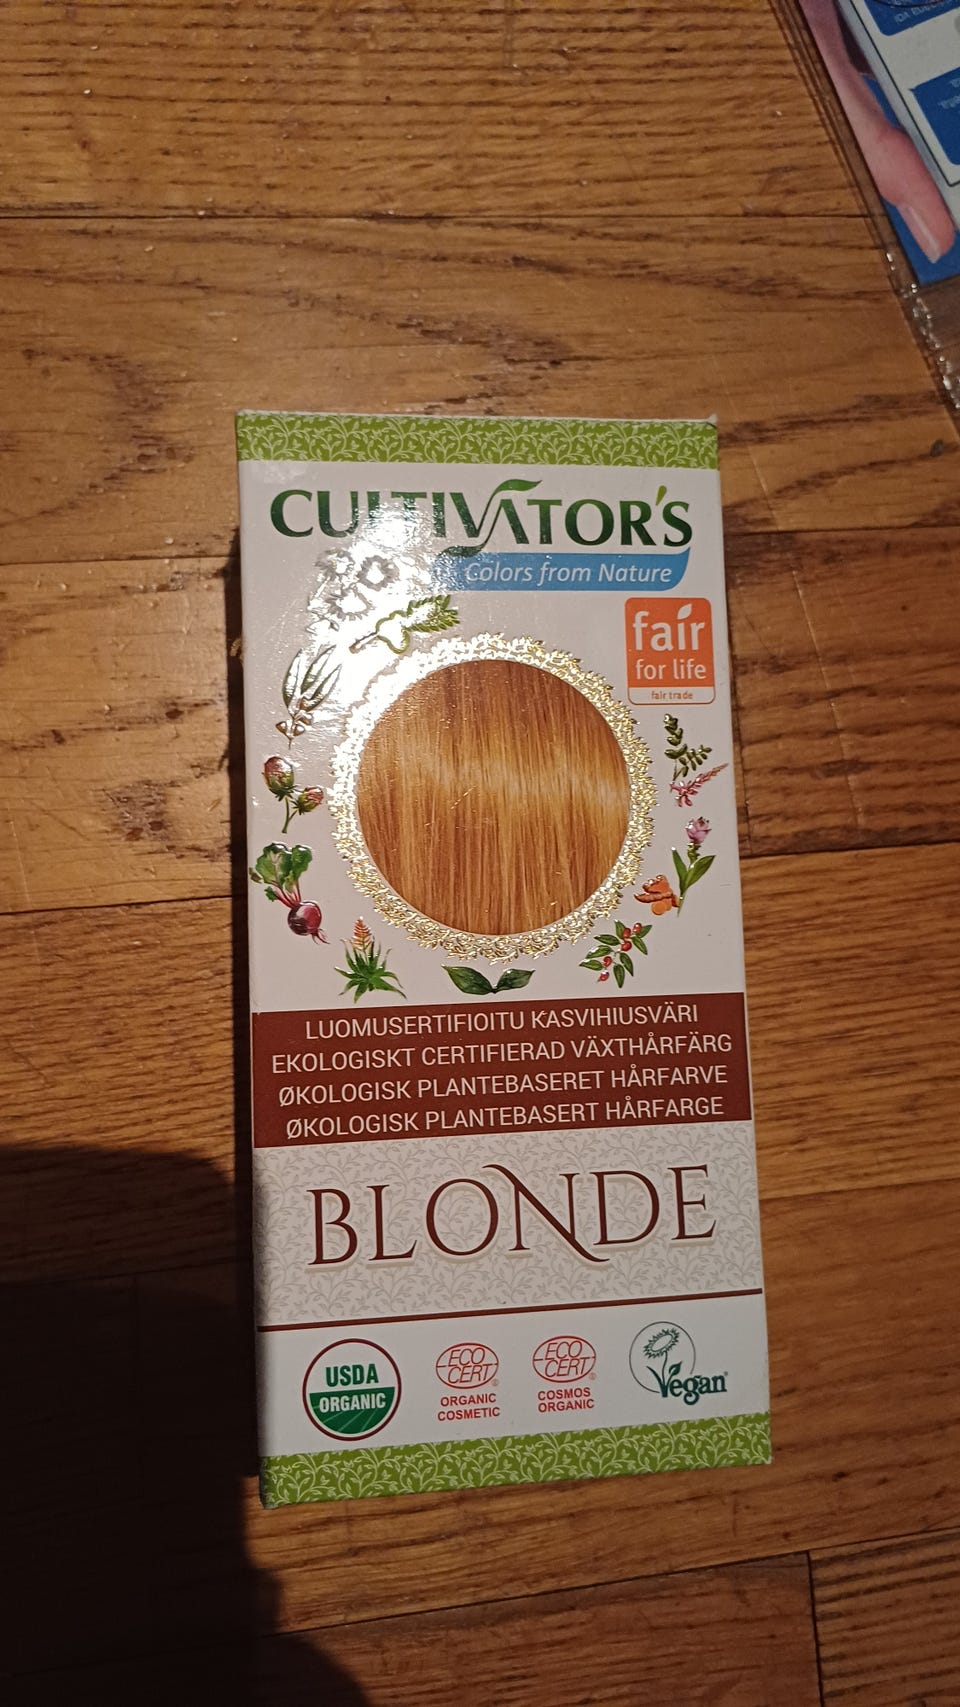 CULTIVATOR'S
Colors from Nature
fair
for life
fair trade
LUOMUSERTIFIOITU KASVIHIUSVÄRI
EKOLOGISKT CERTIFIERAD VÄXTHÅRFÄRG
ØKOLOGISK PLANTEBASERET HÅRFARVE
ØKOLOGISK PLANTEBASERT HÅRFARGE
BLONDE
USDA
ORGANIC
ECO
CERT®
ORGANIC
COSMETIC
ECO
CERT®
COSMOS
ORGANIC
Vegan®